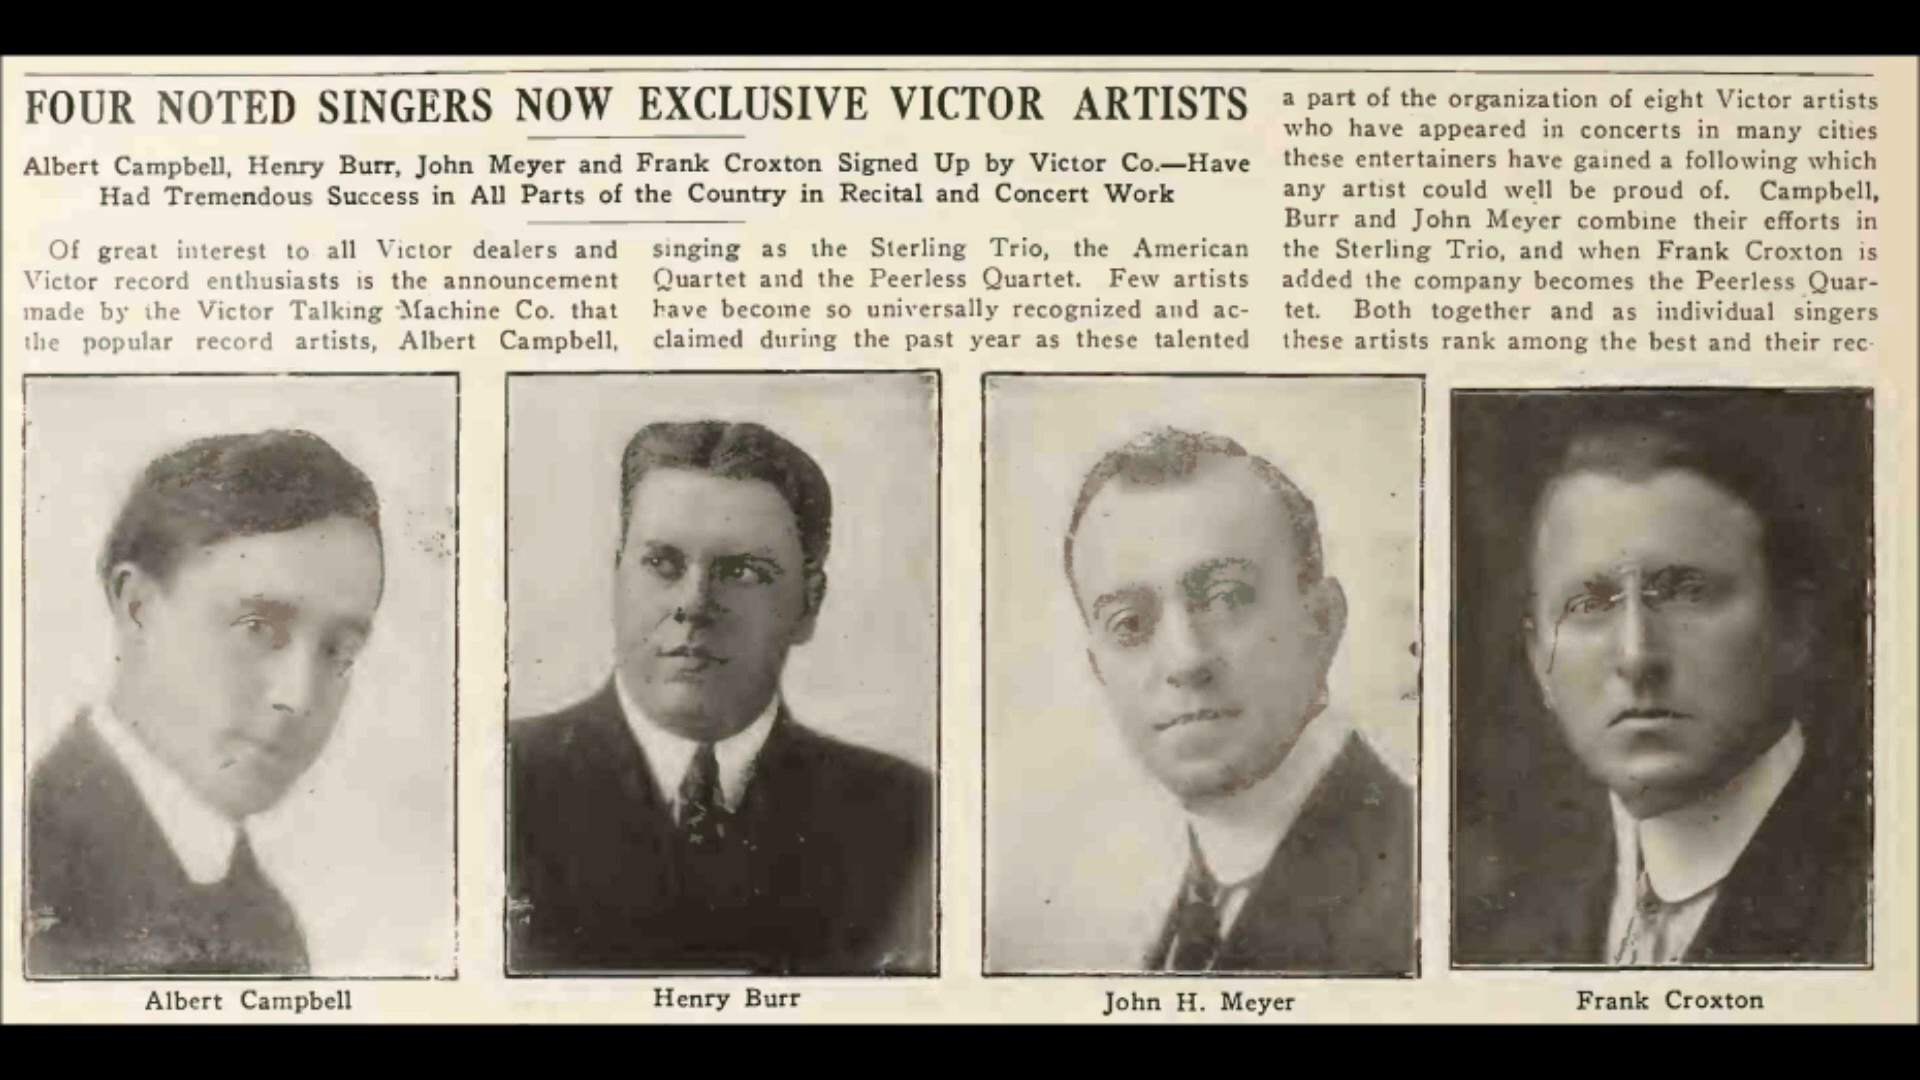 FOUR NOTED SINGERS NOW EXCLUSIVE VICTOR ARTISTS
Albert Campbell, Henry Burr, John Meyer and Frank Croxton Signed Up by Victor Co.—Have
Had Tremendous Success in All Parts of the Country in Recital and Concert Work
Of great interest to all Victor dealers and
Victor record enthusiasts is the announcement
made by the Victor Talking Machine Co. that
the popular record artists, Albert Campbell,
singing as the Sterling Trio, the American
Quartet and the Peerless Quartet. Few artists
have become so universally recognized and ac-
claimed during the past year as these talented
a part of the organization of eight Victor artists
who have appeared in concerts in many cities
these entertainers have gained a following which
any artist could well be proud of. Campbell,
Burr and John Meyer combine their efforts in
the Sterling Trio, and when Frank Croxton is
added the company becomes the Peerless Quar-
tet. Both together and as individual singers
these artists rank among the best and their rec-
Albert Campbell
Henry Burr
John H. Meyer
Frank Croxton